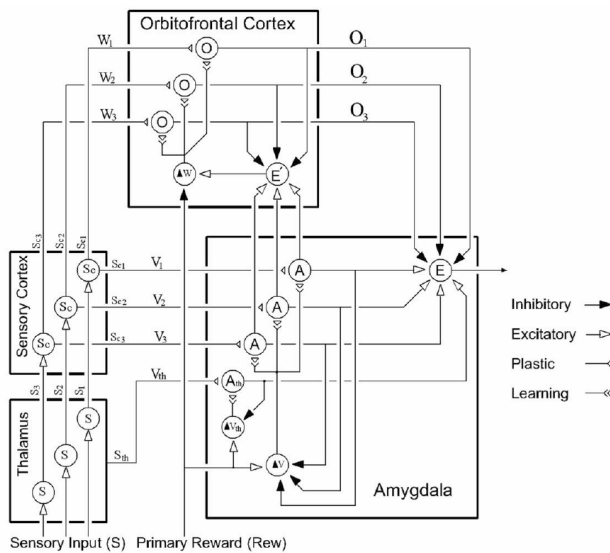 Orbitofrontal Cortex
W1
O
O1
W2
O
O2
W3
O
O3
ΔW
E′
Sensory Cortex
Sc3
Sc2
Sc1
Sc
Sc1
V1
A
E
Sc
Sc2
V2
A
Sc
Sc3
V3
A
Inhibitory
Excitatory
Plastic
Learning
Thalamus
S3
S2
S1
S
S
S
Sth
Vth
Ath
ΔVth
ΔV
Amygdala
Sensory Input (S)
Primary Reward (Rew)